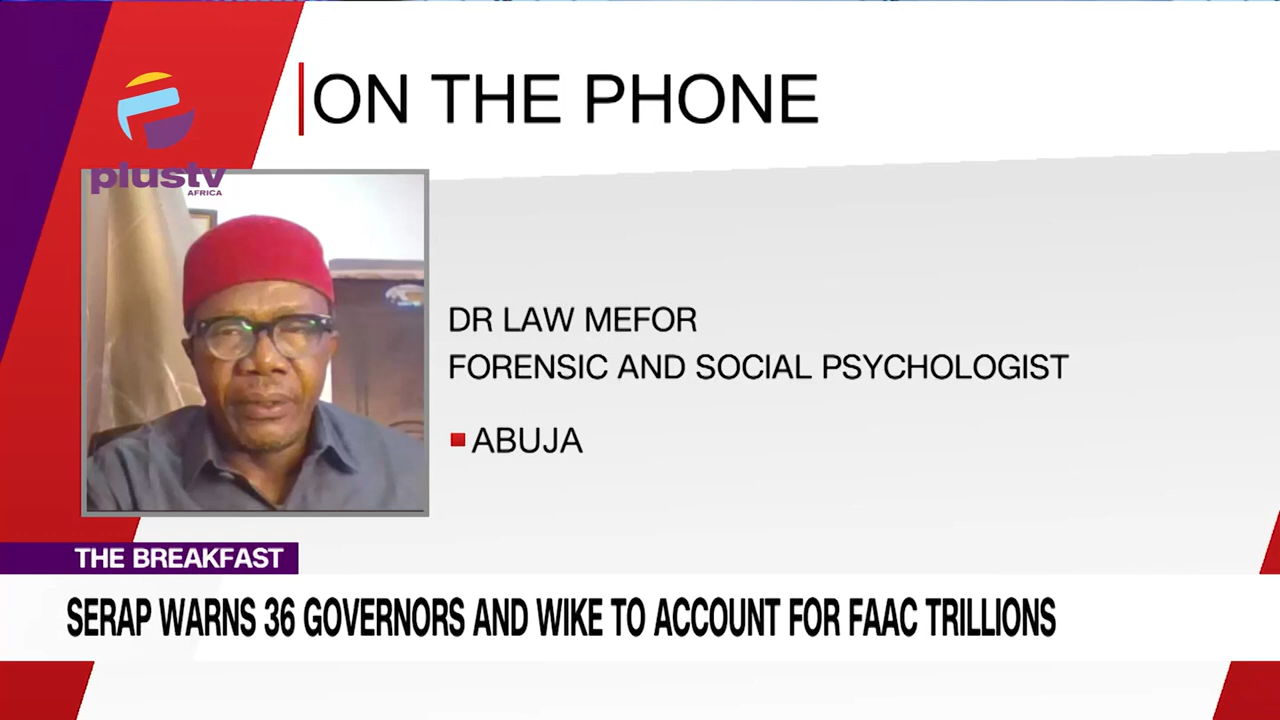 ON THE PHONE
plustv
AFRICA
DR LAW MEFOR
FORENSIC AND SOCIAL PSYCHOLOGIST
ABUJA
THE BREAKFAST
SERAP WARNS 36 GOVERNORS AND WIKE TO ACCOUNT FOR FAAC TRILLIONS